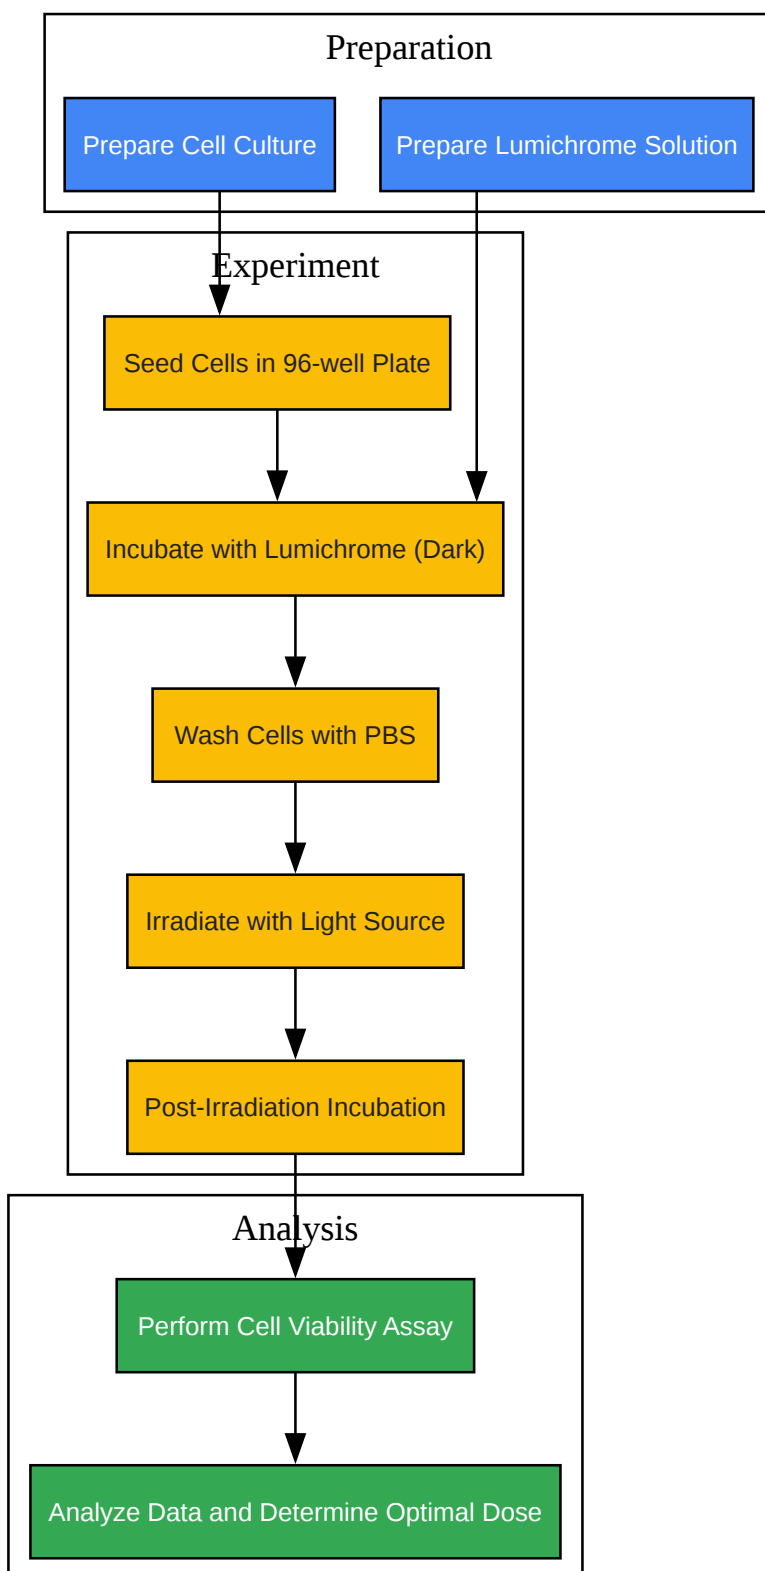 Preparation
Prepare Cell Culture
Prepare Lumichrome Solution
Experiment
Seed Cells in 96-well Plate
Incubate with Lumichrome (Dark)
Wash Cells with PBS
Irradiate with Light Source
Post-Irradiation Incubation
Analysis
Perform Cell Viability Assay
Analyze Data and Determine Optimal Dose